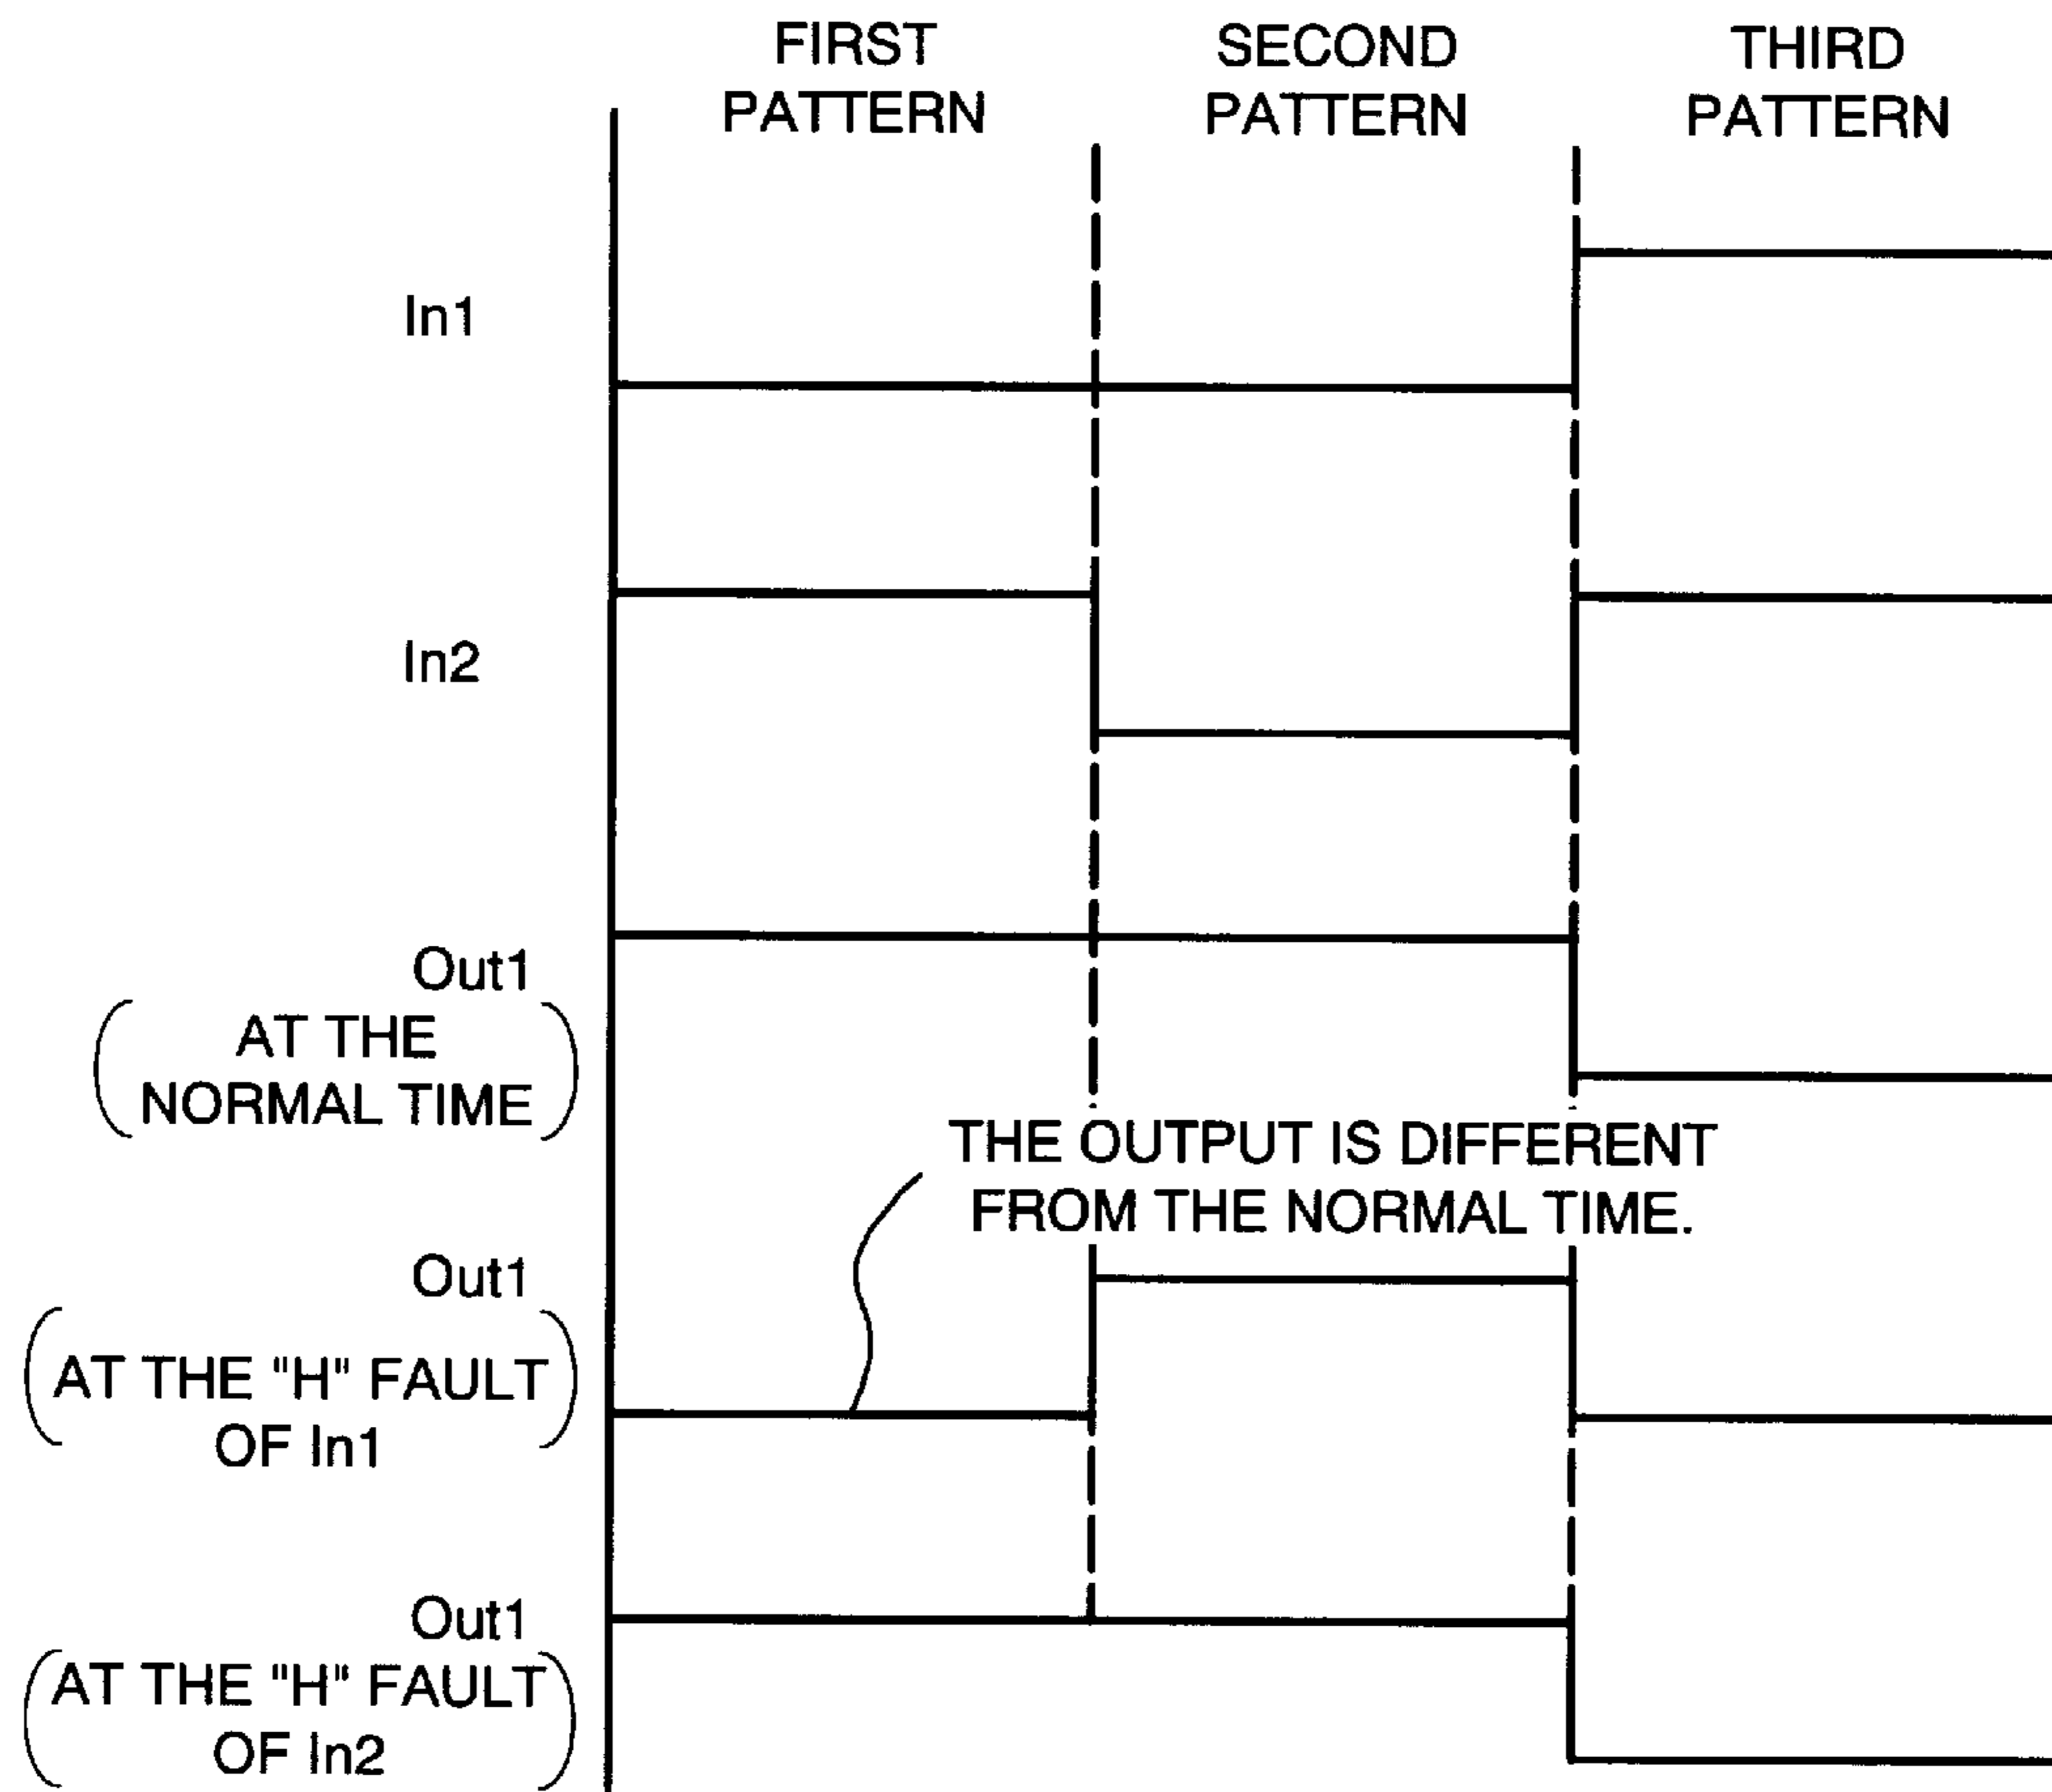 FIRST
PATTERN
SECOND
PATTERN
THIRD
PATTERN
In1
In2
Out1
AT THE
NORMAL TIME
THE OUTPUT IS DIFFERENT
FROM THE NORMAL TIME.
Out1
AT THE "H" FAULT
OF In1
Out1
AT THE "H" FAULT
OF In2